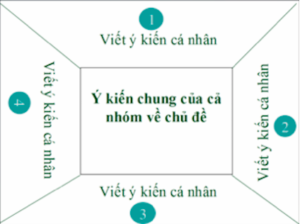 1
Viết ý kiến cá nhân
4
Viết ý kiến cá nhân
Ý kiến chung của cả
nhóm về chủ đề
Viết ý kiến cá nhân
2
Viết ý kiến cá nhân
3